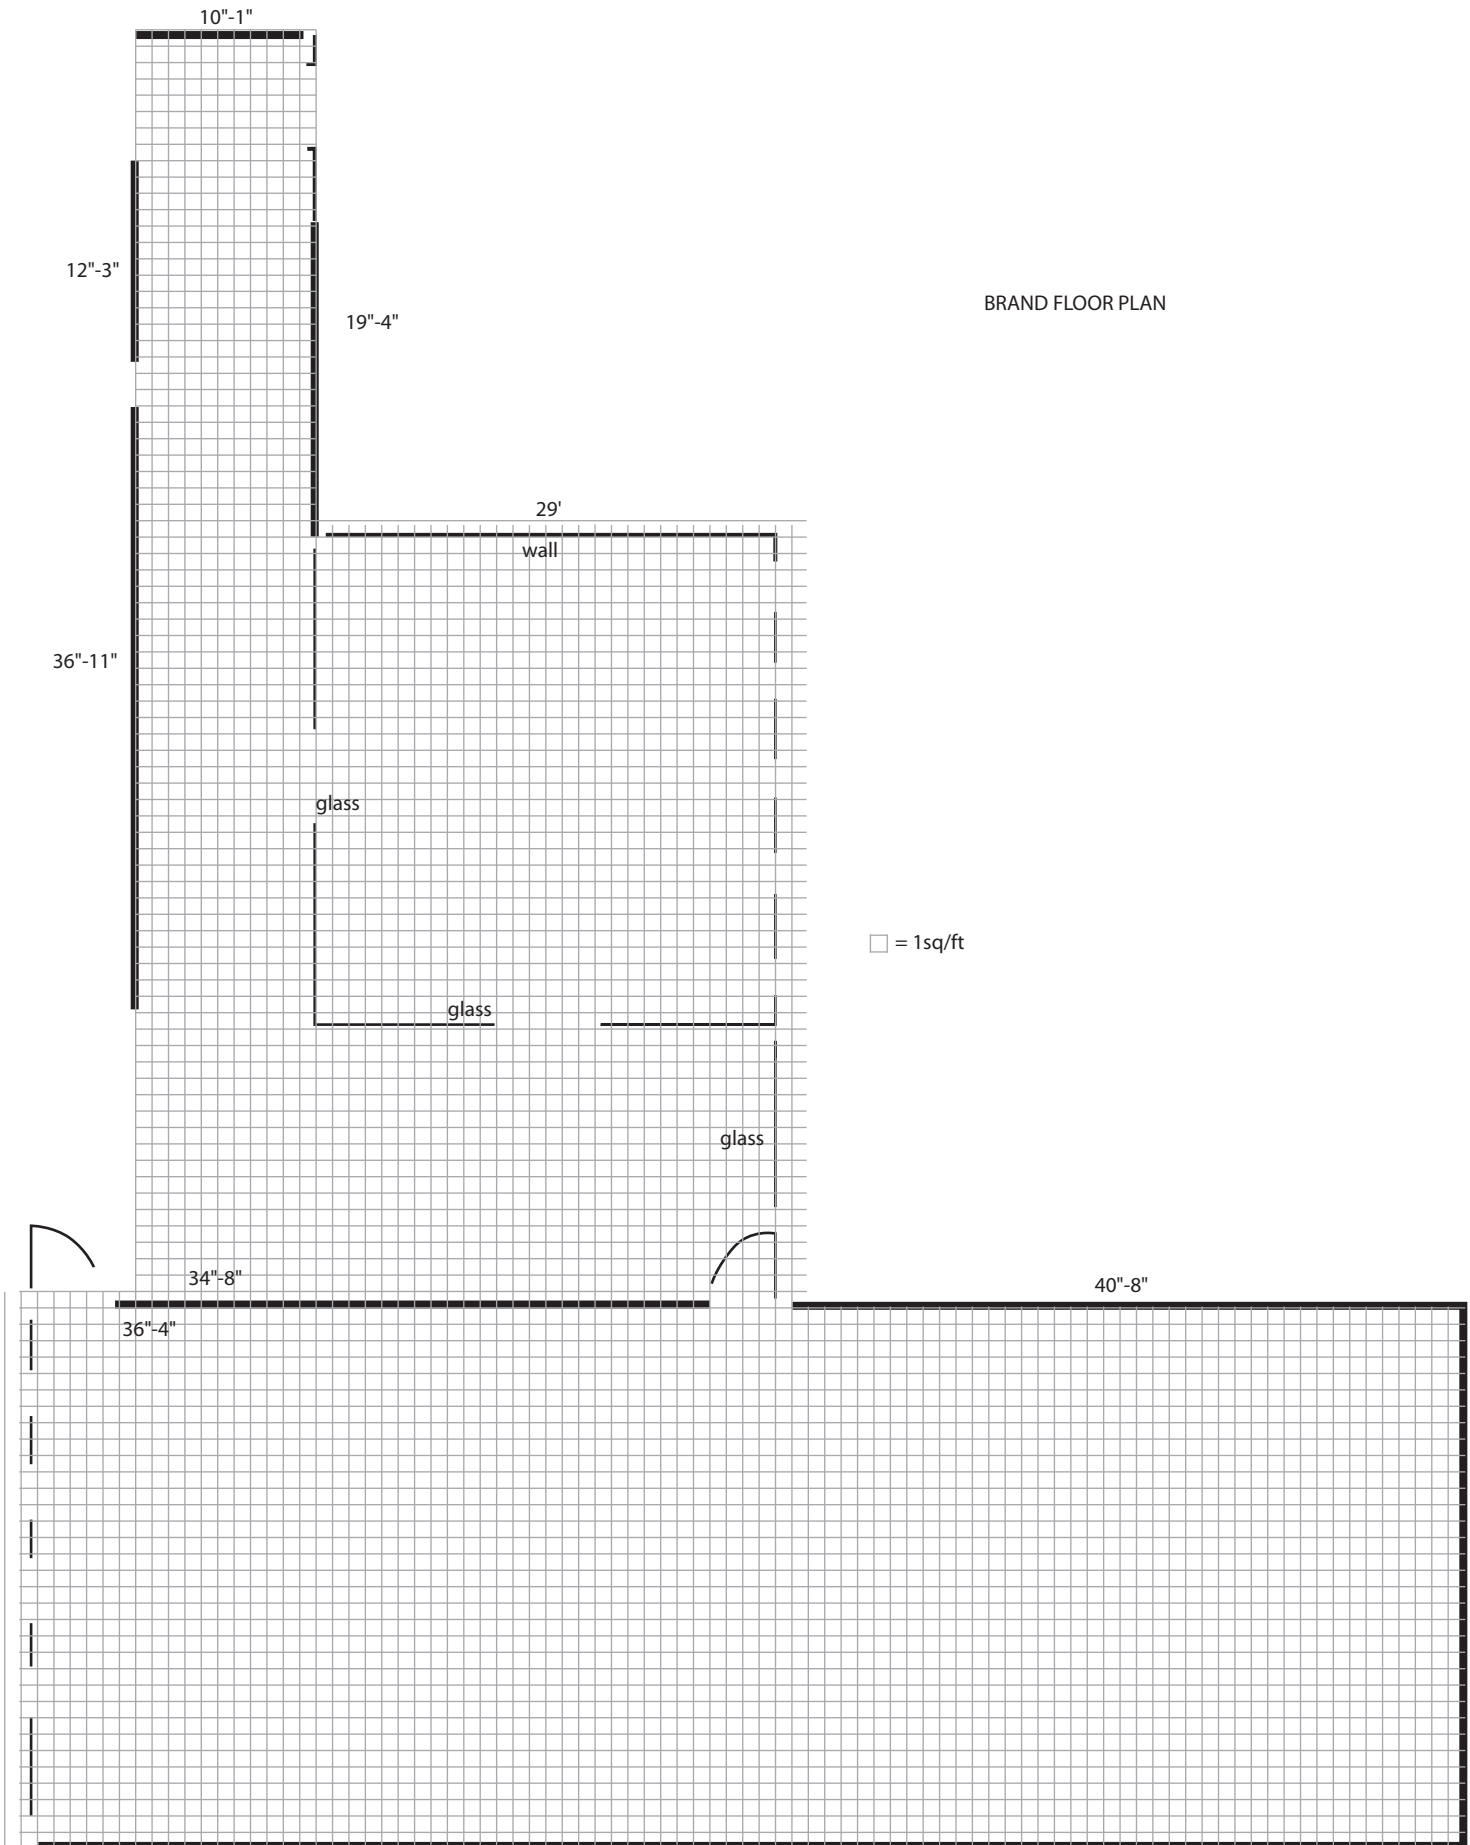 10"-1"
12"-3"
BRAND FLOOR PLAN
19"-4"
29'
wall
36"-11"
glass
= 1sq/ft
glass
glass
34"-8"
40"-8"
36"-4"